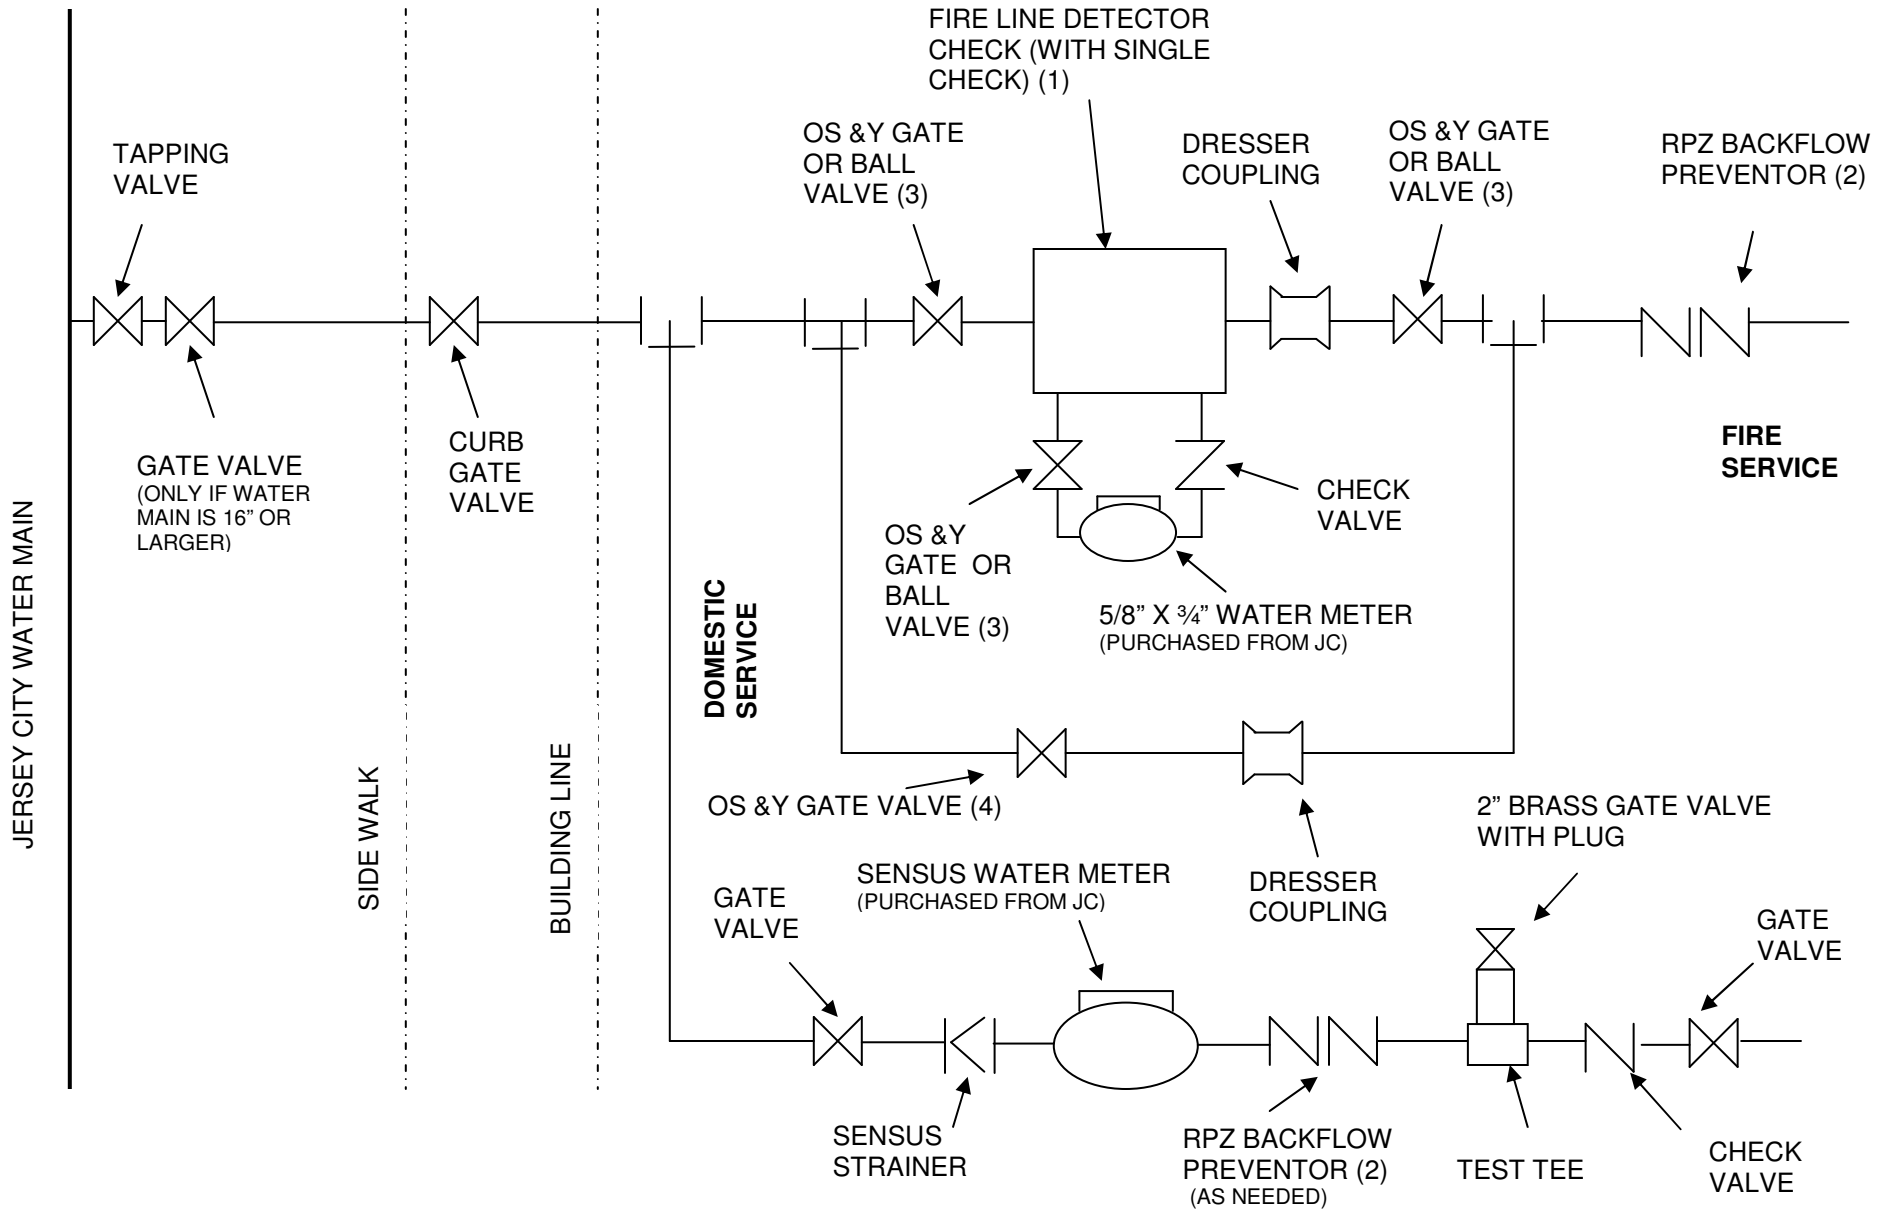 FIRE LINE DETECTOR
CHECK (WITH SINGLE
CHECK) (1)
TAPPING
VALVE
OS &Y GATE
OR BALL
VALVE (3)
DRESSER
COUPLING
OS &Y GATE
OR BALL
VALVE (3)
RPZ BACKFLOW
PREVENTOR (2)
GATE VALVE
(ONLY IF WATER
MAIN IS 16” OR
LARGER)
CURB
GATE
VALVE
OS &Y
GATE OR
BALL
VALVE (3)
CHECK
VALVE
FIRE
SERVICE
5/8” X ¾” WATER METER
(PURCHASED FROM JC)
JERSEY CITY WATER MAIN
SIDE WALK
BUILDING LINE
DOMESTIC
SERVICE
OS &Y GATE VALVE (4)
DRESSER
COUPLING
2” BRASS GATE VALVE
WITH PLUG
GATE
VALVE
SENSUS WATER METER
(PURCHASED FROM JC)
GATE
VALVE
SENSUS
STRAINER
RPZ BACKFLOW
PREVENTOR (2)
(AS NEEDED)
TEST TEE
CHECK
VALVE